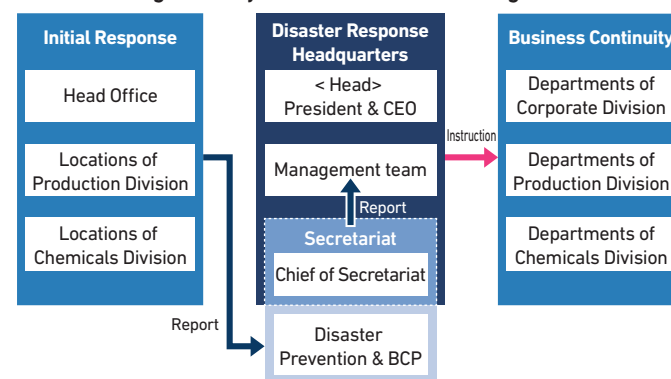 Initial Response
Head Office
Locations of
Production Division
Locations of
Chemicals Division
Report
Disaster Response
Headquarters
< Head>
President & CEO
Management team
Report
Secretariat
Chief of Secretariat
Disaster
Prevention & BCP
Instruction
Business Continuity
Departments of
Corporate Division
Departments of
Production Division
Departments of
Chemicals Division